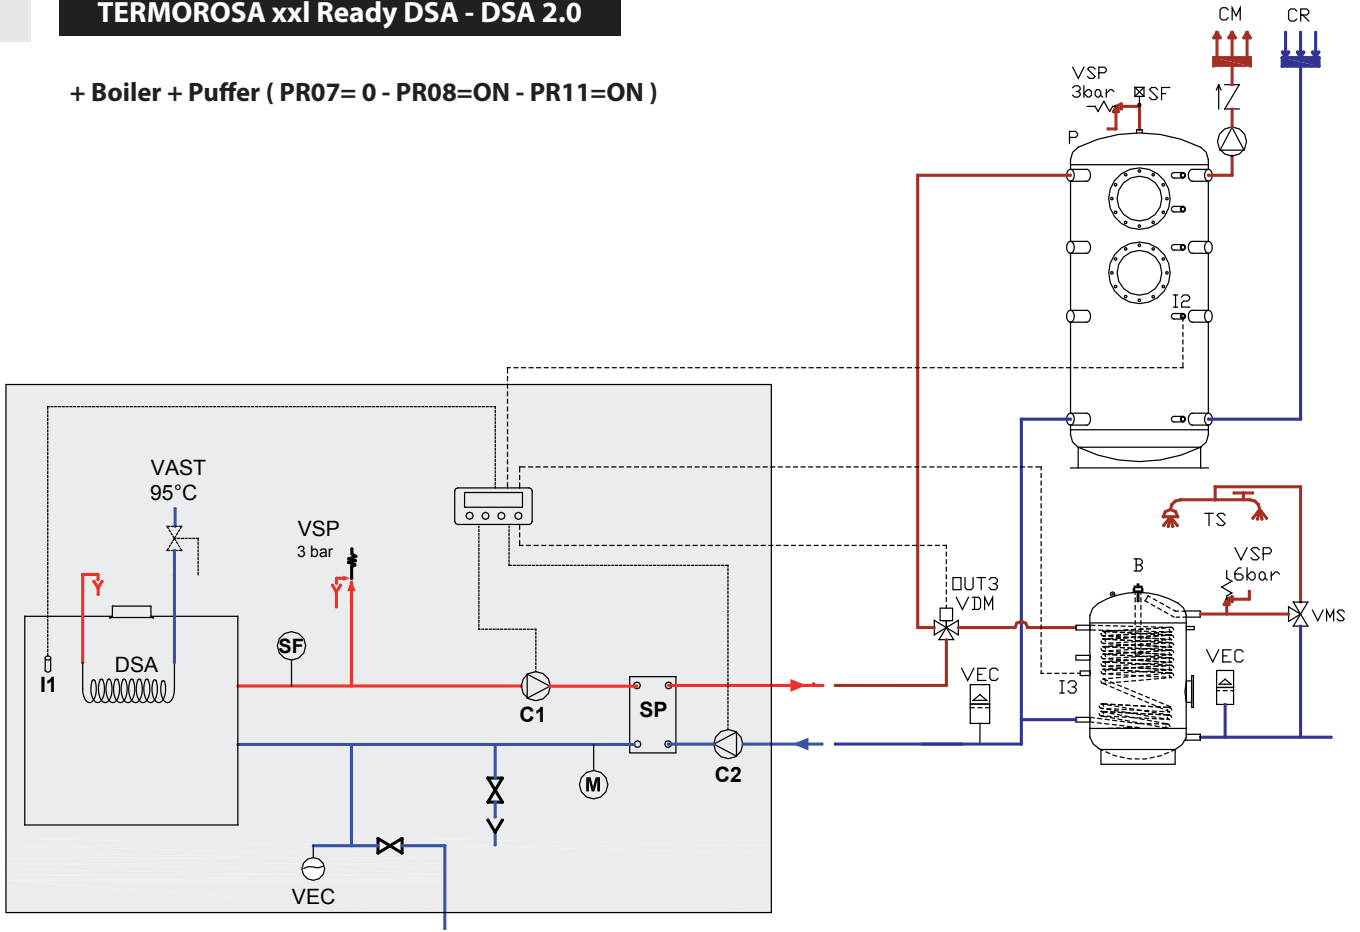 TERMOROSA xxl Ready DSA - DSA 2.0
+ Boiler + Puffer ( PR07= 0 - PR08=ON - PR11=ON )
CM
CR
VSP
3bar
SF
P
I2
VAST
95°C
VSP
3 bar
SF
DSA
I1
C1
SP
C2
M
VEC
OUT3
VDM
VEC
I3
B
TS
VSP
6bar
VMS
VEC